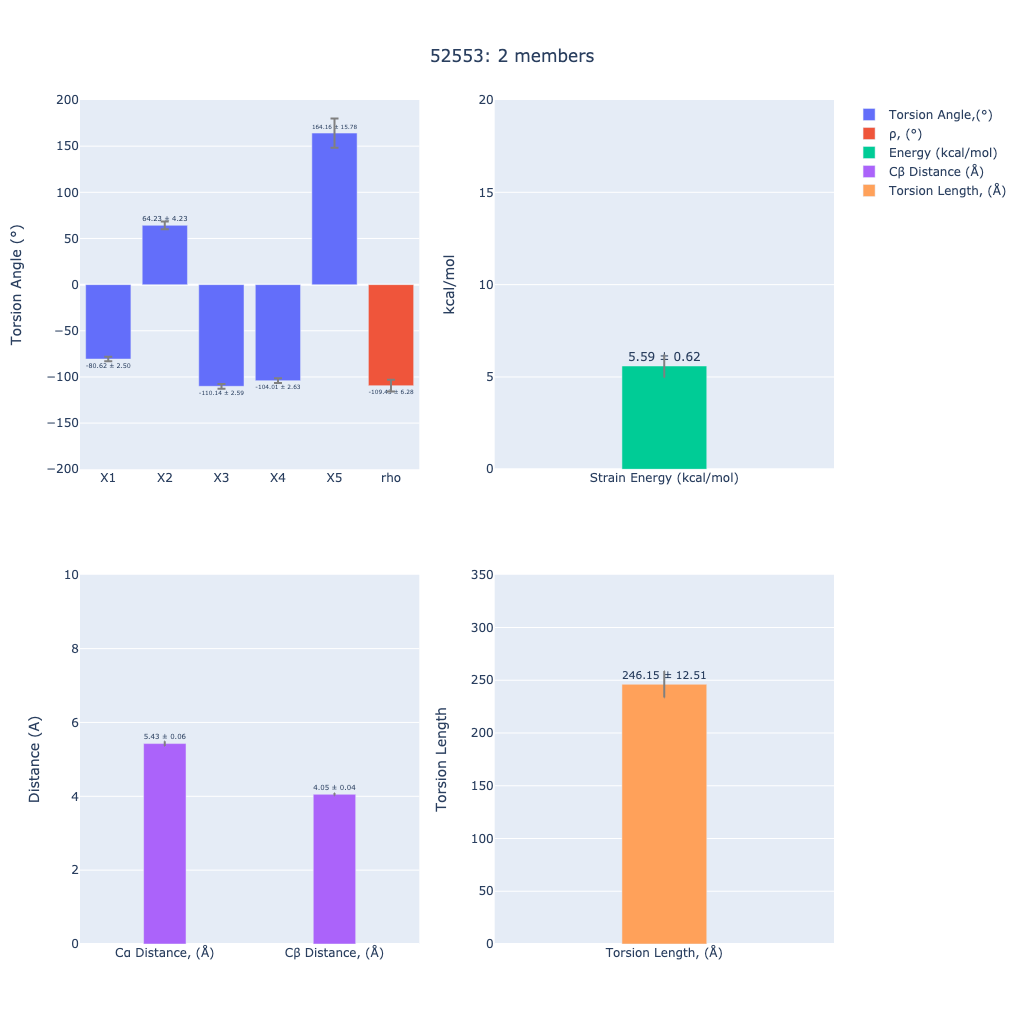 52553: 2 members
200
150
100
50
0
−50
−100
−150
−200
Torsion Angle (°)
-80.62 ± 2.50
64.23 ± 4.23
-110.14 ± 2.59
-104.01 ± 2.63
164.16 ± 15.78
X1 X2 X3 X4 X5 rho
20
15
10
5
0
kcal/mol
5.59 ± 0.62
Strain Energy (kcal/mol)
Torsion Angle,(°)
ρ, (°)
Energy (kcal/mol)
Cβ Distance (Å)
Torsion Length, (Å)
10
8
6
4
2
0
Distance (A)
5.43 ± 0.06
4.05 ± 0.04
Cα Distance, (Å) Cβ Distance, (Å)
350
300
250
200
150
100
50
0
Torsion Length
246.15 ± 12.51
Torsion Length, (Å)